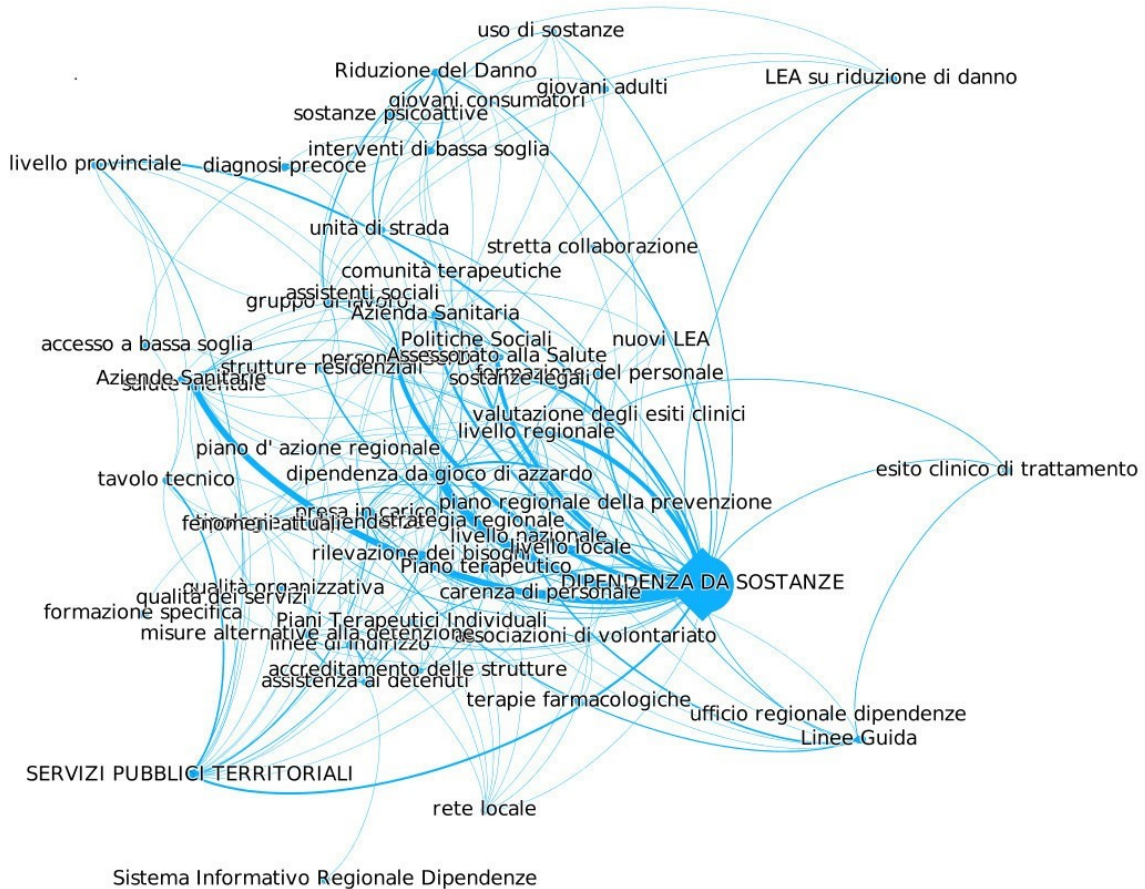 uso di sostanze
Riduzione del Danno
LEA su riduzione di danno
giovani adulti
giovani consumatori
sostanze psicoattive
interventi di bassa soglia
livello provinciale
diagnosi precoce
unità di strada
stretta collaborazione
comunità terapeutiche
assistenti sociali
gruppo di lavoro
Azienda Sanitaria
Politiche Sociali
nuovi LEA
accesso a bassa soglia
Assessorato alla Salute
strutture residenziali
formazione del personale
Aziende Sanitarie
salute mentale
sostanze legali
valutazione degli esiti clinici
livello regionale
piano d' azione regionale
dipendenza da gioco di azzardo
esito clinico di trattamento
tavolo tecnico
piano regionale della prevenzione
presa in carico
fenomeni attuali
strategia regionale
livello nazionale
livello locale
rilevazione dei bisogni
Piano terapeutico
DIPENDENZA DA SOSTANZE
qualità organizzativa
carenza di personale
qualità dei servizi
formazione specifica
Piani Terapeutici Individuali
misure alternative alla detenzione
associazioni di volontariato
linee di indirizzo
accreditamento delle strutture
assistenza ai detenuti
terapie farmacologiche
ufficio regionale dipendenze
Linee Guida
SERVIZI PUBBLICI TERRITORIALI
rete locale
Sistema Informativo Regionale Dipendenze